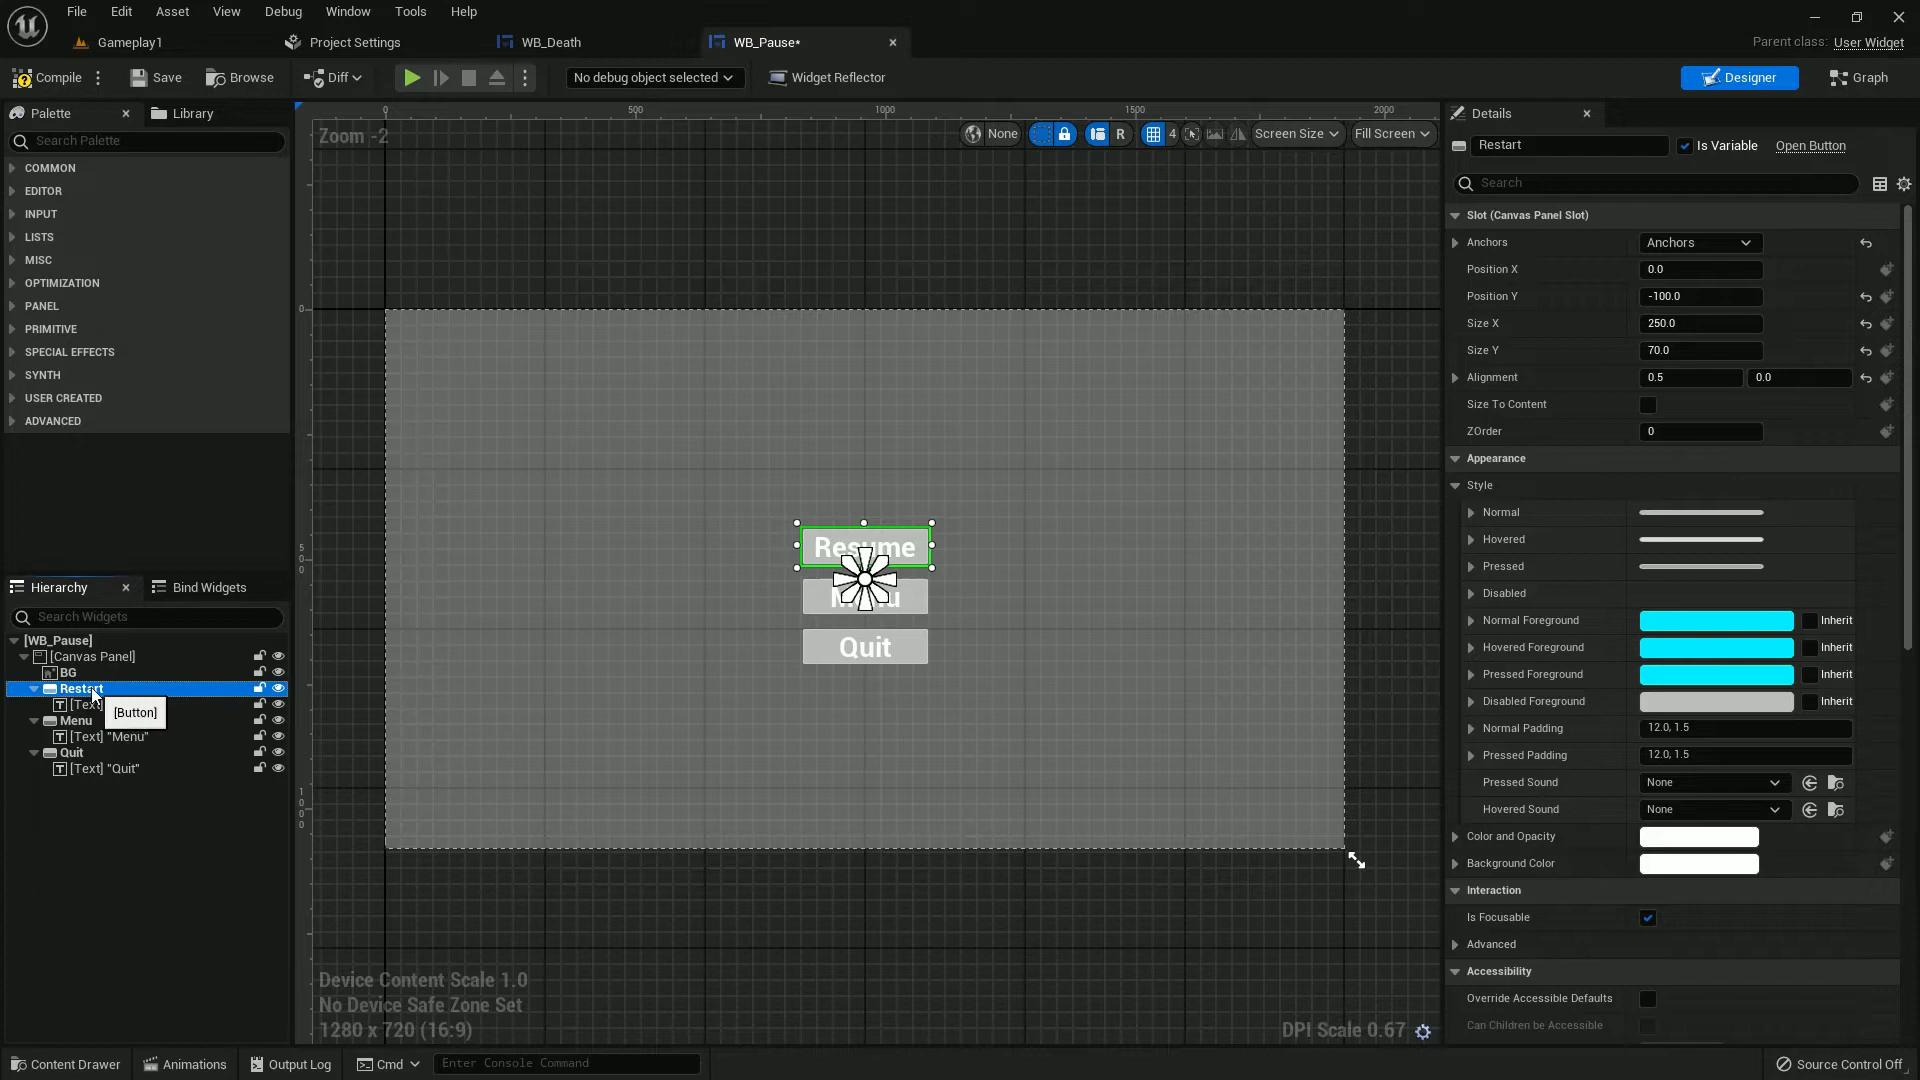 File Edit Asset View Debug Window Tools Help
Gameplay1 Project Settings WB_Death WB_Pause*
Parent class: User Widget
Compile Save Browse Diff No debug object selected Widget Reflector Designer Graph
Palette Library
Search Palette
COMMON
EDITOR
INPUT
LISTS
MISC
OPTIMIZATION
PANEL
PRIMITIVE
SPECIAL EFFECTS
SYNTH
USER CREATED
ADVANCED
Hierarchy Bind Widgets
Search Widgets
[WB_Pause]
[Canvas Panel]
BG
Restart
[Text]
[Button]
Menu
[Text] "Menu"
Quit
[Text] "Quit"
0 500 1000 1500 2000
Zoom -2
None R 4 Screen Size Fill Screen
0
Resume
Quit
Device Content Scale 1.0
No Device Safe Zone Set
1280 x 720 (16:9)
DPI Scale 0.67
Details
Restart Is Variable Open Button
Search
Slot (Canvas Panel Slot)
Anchors Anchors
Position X 0.0
Position Y -100.0
Size X 250.0
Size Y 70.0
Alignment 0.5 0.0
Size To Content
ZOrder 0
Appearance
Style
Normal
Hovered
Pressed
Disabled
Normal Foreground Inherit
Hovered Foreground Inherit
Pressed Foreground Inherit
Disabled Foreground Inherit
Normal Padding 12.0, 1.5
Pressed Padding 12.0, 1.5
Pressed Sound None
Hovered Sound None
Color and Opacity
Background Color
Interaction
Is Focusable
Advanced
Accessibility
Override Accessible Defaults
Can Children be Accessible
Content Drawer Animations Output Log Cmd Enter Console Command Source Control Off